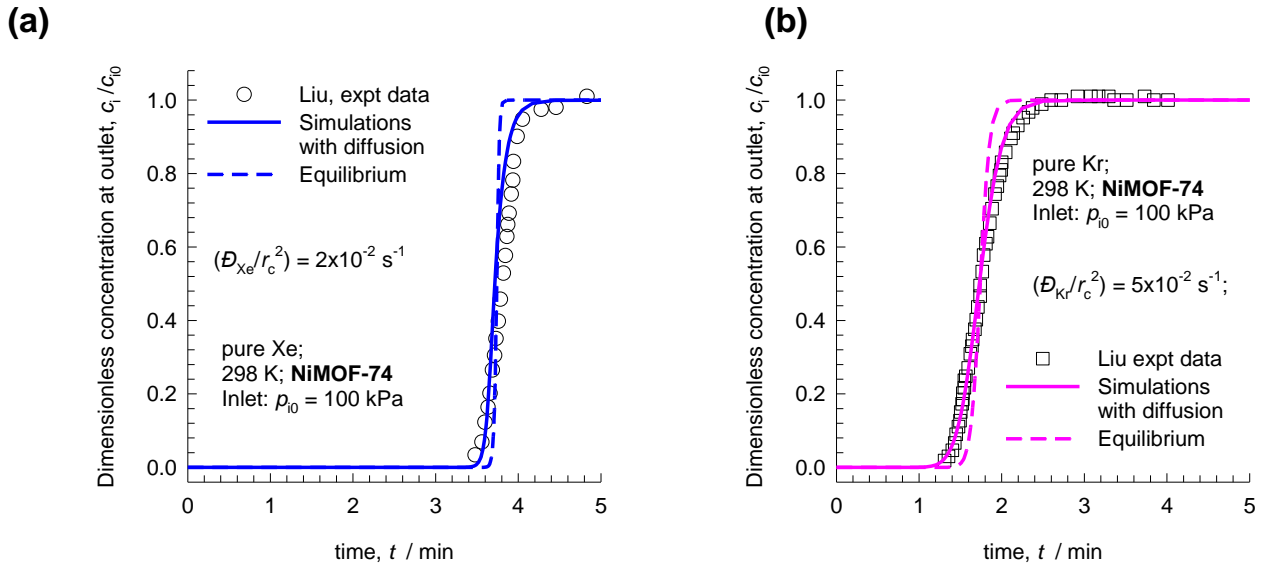 (a)
Dimensionless concentration at outlet, cᵢ/cᵢ₀
1.0
0.8
0.6
0.4
0.2
0.0
Liu, expt data
Simulations
with diffusion
Equilibrium
(Đ_Xe/r_c²) = 2x10⁻² s⁻¹
pure Xe;
298 K; NiMOF-74
Inlet: pᵢ₀ = 100 kPa
0 1 2 3 4 5
time, t / min
(b)
Dimensionless concentration at outlet, cᵢ/cᵢ₀
1.0
0.8
0.6
0.4
0.2
0.0
pure Kr;
298 K; NiMOF-74
Inlet: pᵢ₀ = 100 kPa
(Đ_Kr/r_c²) = 5x10⁻² s⁻¹;
Liu expt data
Simulations
with diffusion
Equilibrium
0 1 2 3 4 5
time, t / min